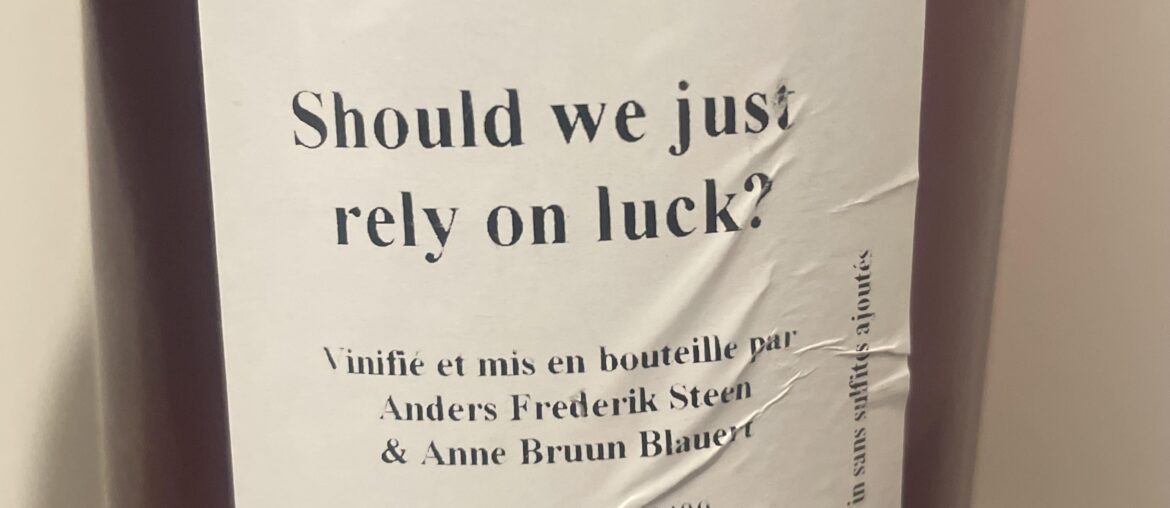 Should we just
rely on luck?
Vinifié et mis en bouteille par
Anders Frederik Steen
& Anne Bruun Blauert
in sans sulfites ajoutés